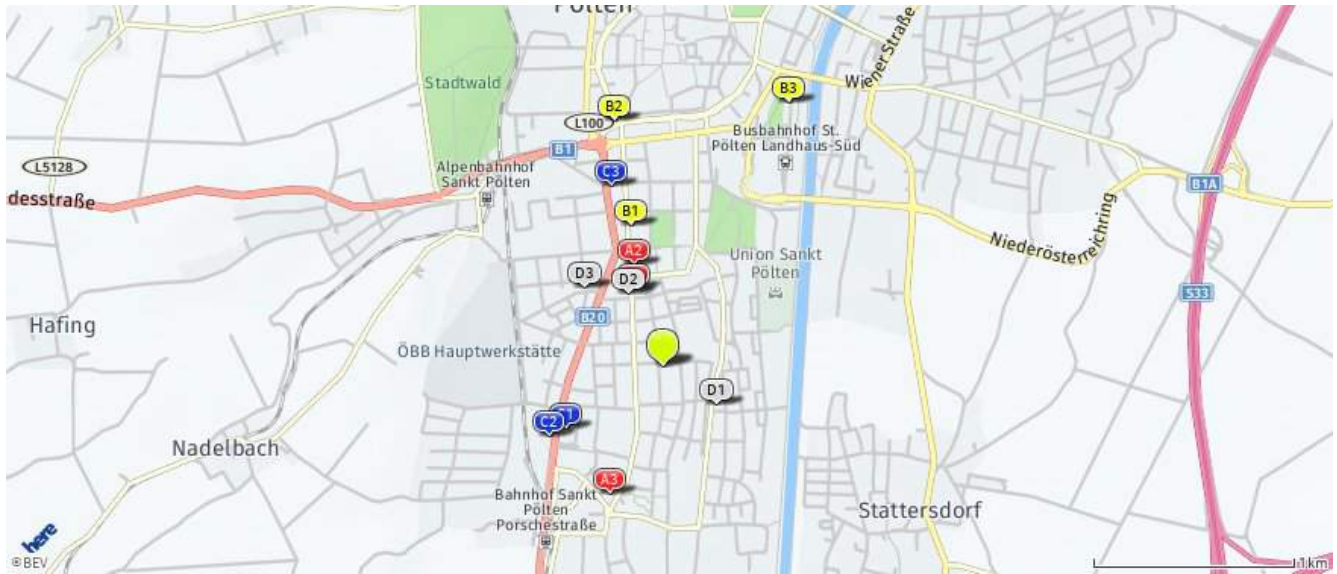 Pölten
B3
Wiener Straße
Stadtwald
B2
L100
Busbahnhof St.
Pölten Landhaus-Süd
B1
L5128
Alpenbahnhof
Sankt Pölten
C3
B1A
desstraße
B1
Niederösterreichring
A2
Union Sankt
Pölten
D3
D2
S33
B20
Hafing
ÖBB Hauptwerkstätte
D1
C2
Nadelbach
A3
Bahnhof Sankt
Pölten
Porschestraße
Stattersdorf
here
©BEV
1km